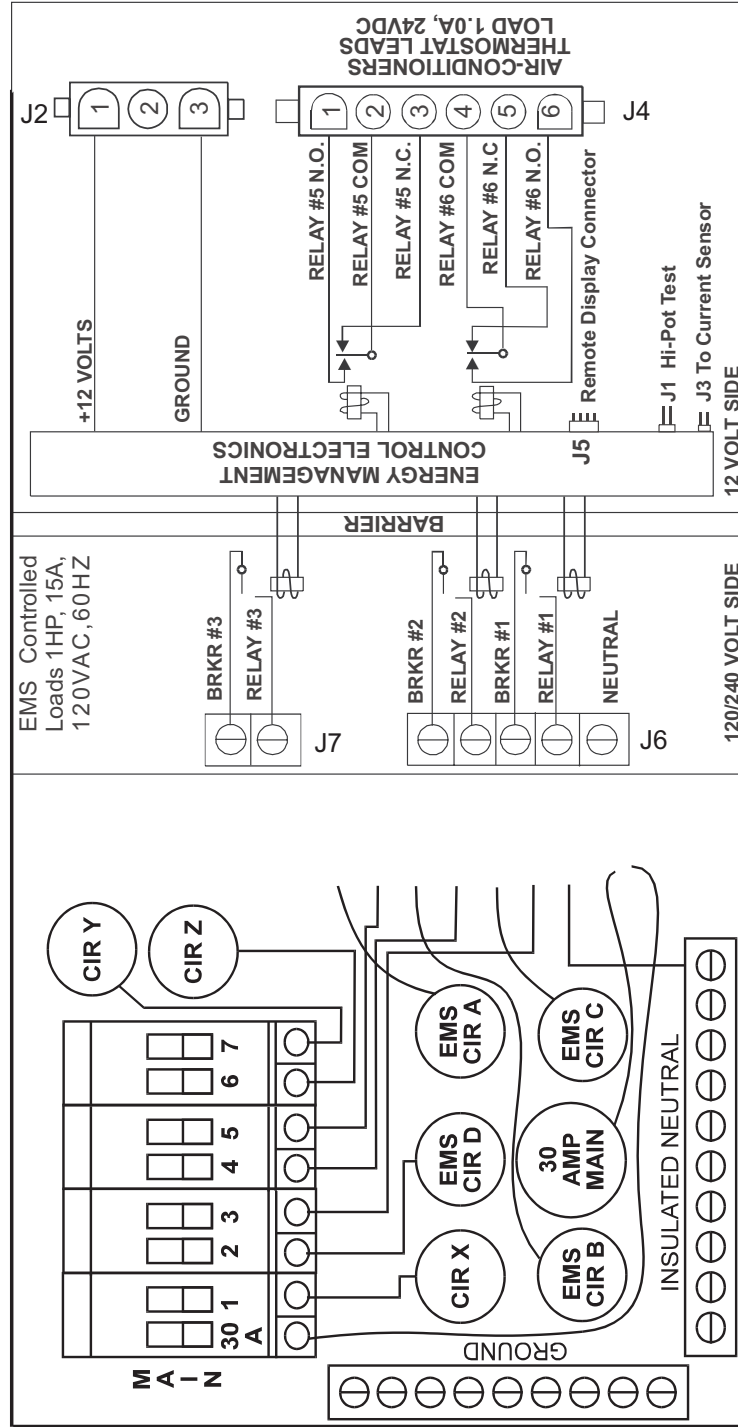 AIR-CONDITIONERS
THERMOSTAT LEADS
LOAD 1.0A, 24VDC
J2
1
2
3
J4
1
2
3
4
5
6
+12 VOLTS
GROUND
RELAY #5 N.O.
RELAY #5 COM
RELAY #5 N.C.
RELAY #6 COM
RELAY #6 N.C
RELAY #6 N.O.
Remote Display Connector
J5
J1 Hi-Pot Test
J3 To Current Sensor
12 VOLT SIDE
ENERGY MANAGEMENT
CONTROL ELECTRONICS
BARRIER
EMS Controlled
Loads 1HP, 15A,
120VAC,60HZ
BRKR #3
RELAY #3
J7
BRKR #2
RELAY #2
BRKR #1
RELAY #1
NEUTRAL
J6
120/240 VOLT SIDE
CIR Y
CIR Z
7
6
5
4
3
2
1
30
A
MAIN
EMS
CIR A
EMS
CIR C
EMS
CIR D
30
AMP
MAIN
CIR X
EMS
CIR B
INSULATED NEUTRAL
GROUND